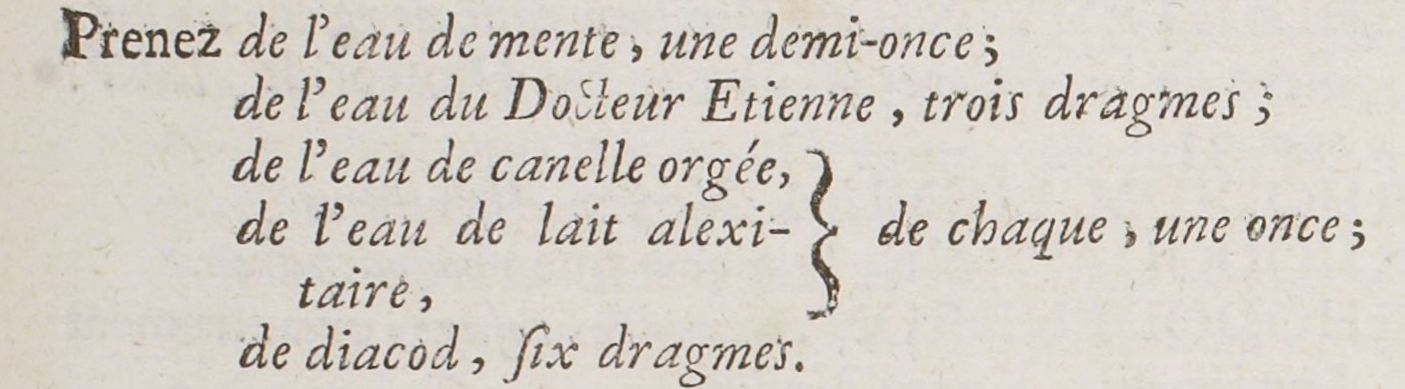 Prenez de l'eau de mente, une demi-once;
de l'eau du Docteur Etienne, trois dragmes;
de l'eau de canelle orgée,
de l'eau de lait alexi- } de chaque, une once;
taire,
de diacod, ſix dragmes.